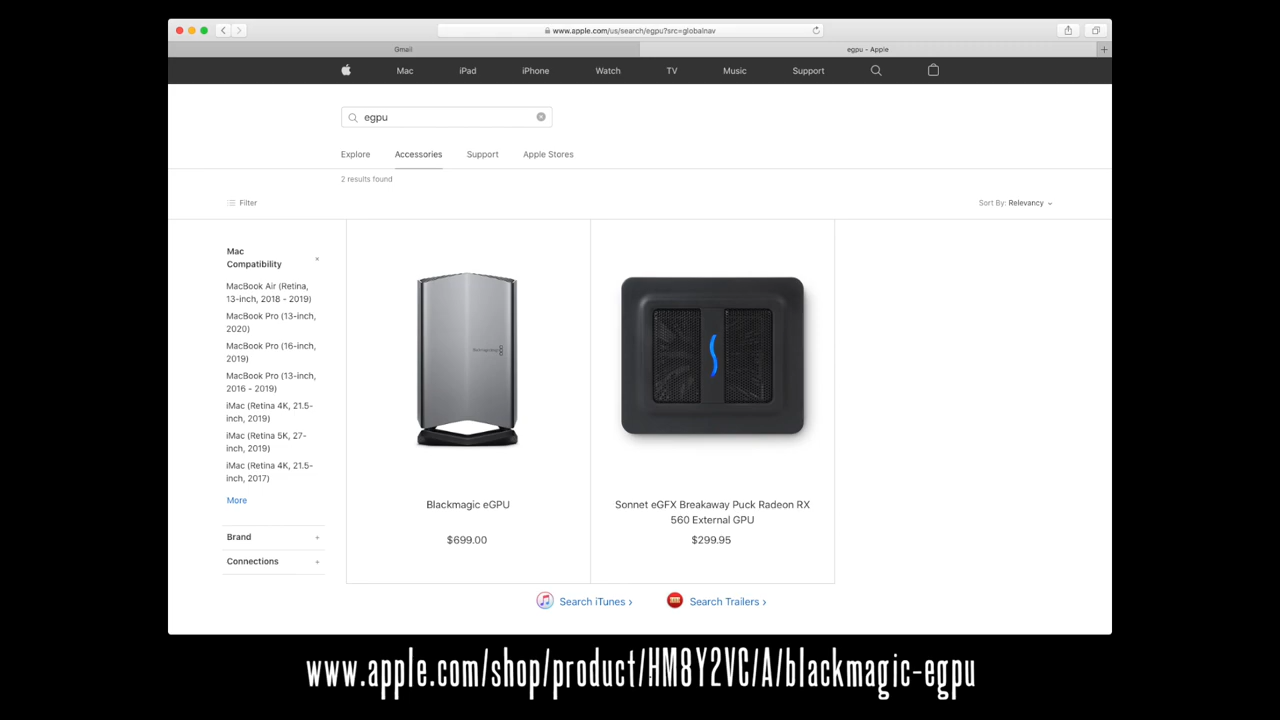 www.apple.com/us/search/egpu?src=globalnav
Gmail
egpu - Apple
Mac
iPad
iPhone
Watch
TV
Music
Support
egpu
Explore
Accessories
Support
Apple Stores
2 results found
Filter
Sort By: Relevancy
Mac
Compatibility
MacBook Air (Retina,
13-inch, 2018 - 2019)
MacBook Pro (13-inch,
2020)
MacBook Pro (16-inch,
2019)
MacBook Pro (13-inch,
2016 - 2019)
iMac (Retina 4K, 21.5-
inch, 2019)
iMac (Retina 5K, 27-
inch, 2019)
iMac (Retina 4K, 21.5-
inch, 2017)
More
Brand
Connections
Blackmagic eGPU
$699.00
Sonnet eGFX Breakaway Puck Radeon RX
560 External GPU
$299.95
Search iTunes ›
Search Trailers ›
www.apple.com/shop/product/HM8Y2VC/A/blackmagic-egpu